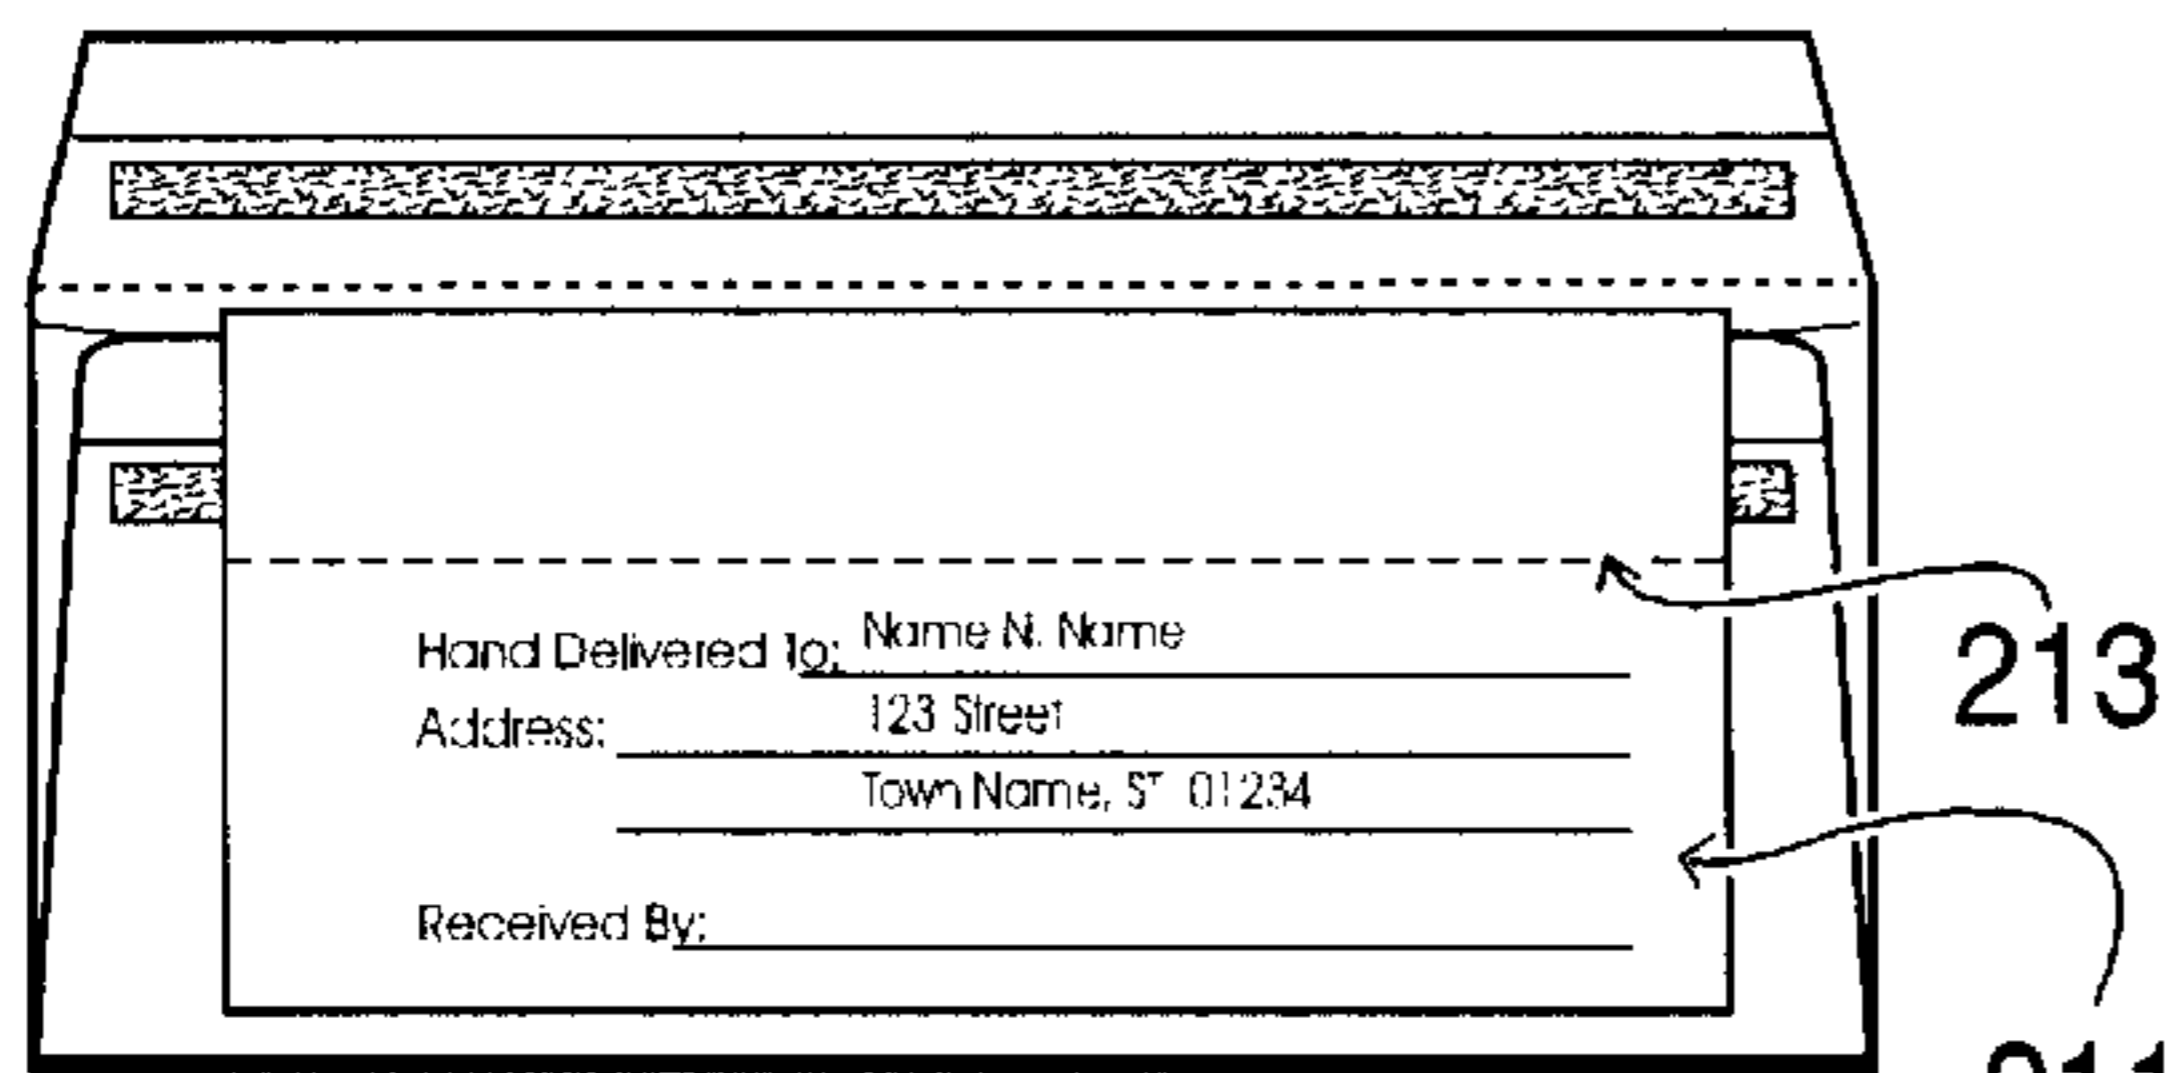 Hand Delivered To: Name N. Name
Address: 123 Street
Town Name, ST 01234
213
Received By: